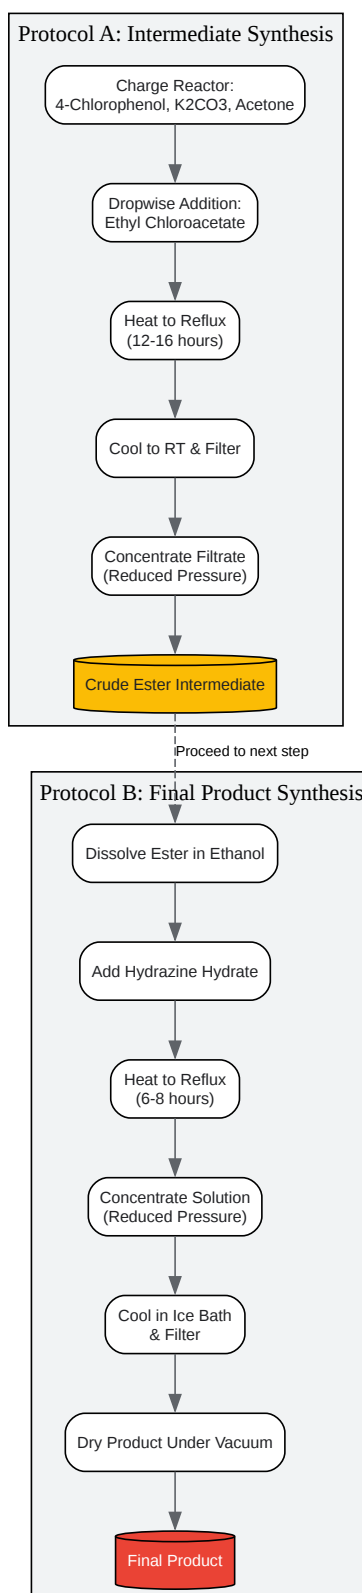 Protocol A: Intermediate Synthesis
Charge Reactor:
4-Chlorophenol, K2CO3, Acetone
Dropwise Addition:
Ethyl Chloroacetate
Heat to Reflux
(12-16 hours)
Cool to RT & Filter
Concentrate Filtrate
(Reduced Pressure)
Crude Ester Intermediate
Proceed to next step
Protocol B: Final Product Synthesis
Dissolve Ester in Ethanol
Add Hydrazine Hydrate
Heat to Reflux
(6-8 hours)
Concentrate Solution
(Reduced Pressure)
Cool in Ice Bath
& Filter
Dry Product Under Vacuum
Final Product